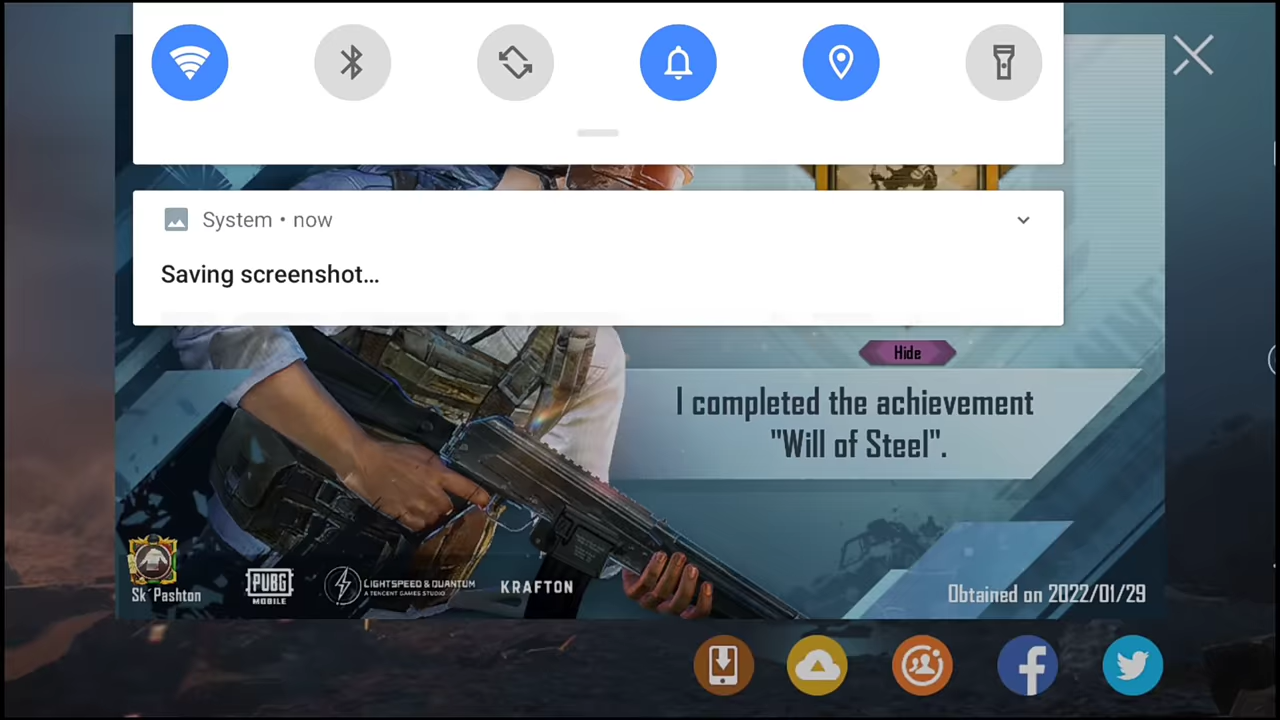 System • now
Saving screenshot...
Hide
I completed the achievement
"Will of Steel".
Sk´Pashton
PUBG
MOBILE
LIGHTSPEED & QUANTUM
A TENCENT GAMES STUDIO
KRAFTON
Obtained on 2022/01/29